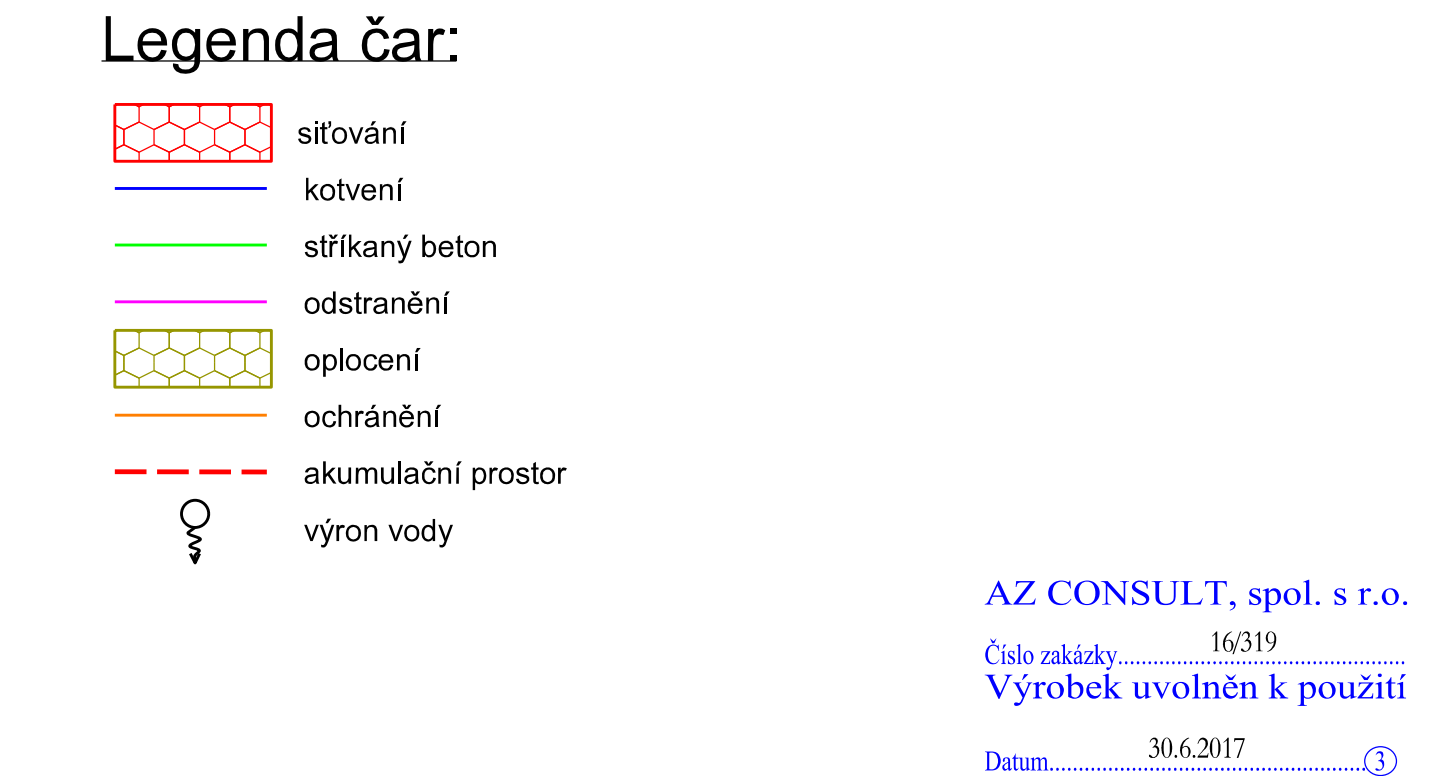 Legenda čar:
síťování
kotvení
stříkaný beton
odstranění
oplocení
ochránění
akumulační prostor
výron vody
AZ CONSULT, spol. s r.o.
Číslo zakázky................16/319................
Výrobek uvolněn k použití
Datum................30.6.2017................3